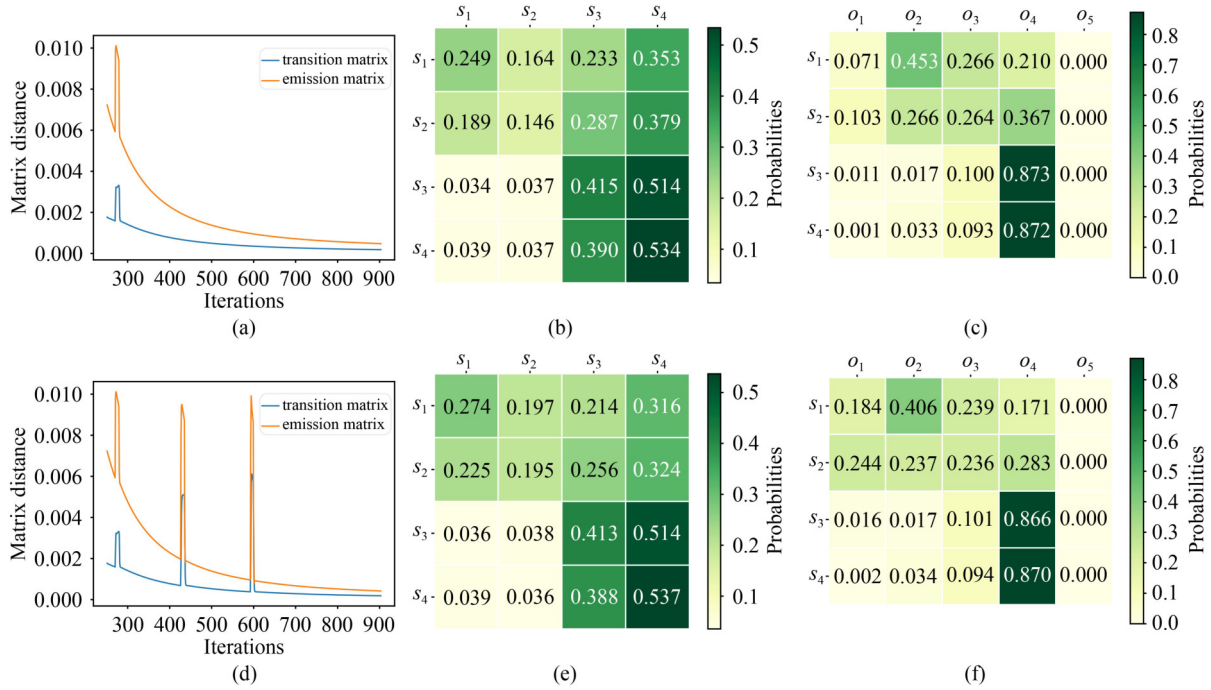 0.010
0.008
0.006
0.004
0.002
0.000
Matrix distance
transition matrix
emission matrix
300 400 500 600 700 800 900
Iterations
(a)
s1 s2 s3 s4
s1 0.249 0.164 0.233 0.353
s2 0.189 0.146 0.287 0.379
s3 0.034 0.037 0.415 0.514
s4 0.039 0.037 0.390 0.534
0.5
0.4
0.3
0.2
0.1
Probabilities
(b)
o1 o2 o3 o4 o5
s1 0.071 0.453 0.266 0.210 0.000
s2 0.103 0.266 0.264 0.367 0.000
s3 0.011 0.017 0.100 0.873 0.000
s4 0.001 0.033 0.093 0.872 0.000
0.8
0.7
0.6
0.5
0.4
0.3
0.2
0.1
0.0
Probabilities
(c)
0.010
0.008
0.006
0.004
0.002
0.000
Matrix distance
transition matrix
emission matrix
300 400 500 600 700 800 900
Iterations
(d)
s1 s2 s3 s4
s1 0.274 0.197 0.214 0.316
s2 0.225 0.195 0.256 0.324
s3 0.036 0.038 0.413 0.514
s4 0.039 0.036 0.388 0.537
0.5
0.4
0.3
0.2
0.1
Probabilities
(e)
o1 o2 o3 o4 o5
s1 0.184 0.406 0.239 0.171 0.000
s2 0.244 0.237 0.236 0.283 0.000
s3 0.016 0.017 0.101 0.866 0.000
s4 0.002 0.034 0.094 0.870 0.000
0.8
0.7
0.6
0.5
0.4
0.3
0.2
0.1
0.0
Probabilities
(f)